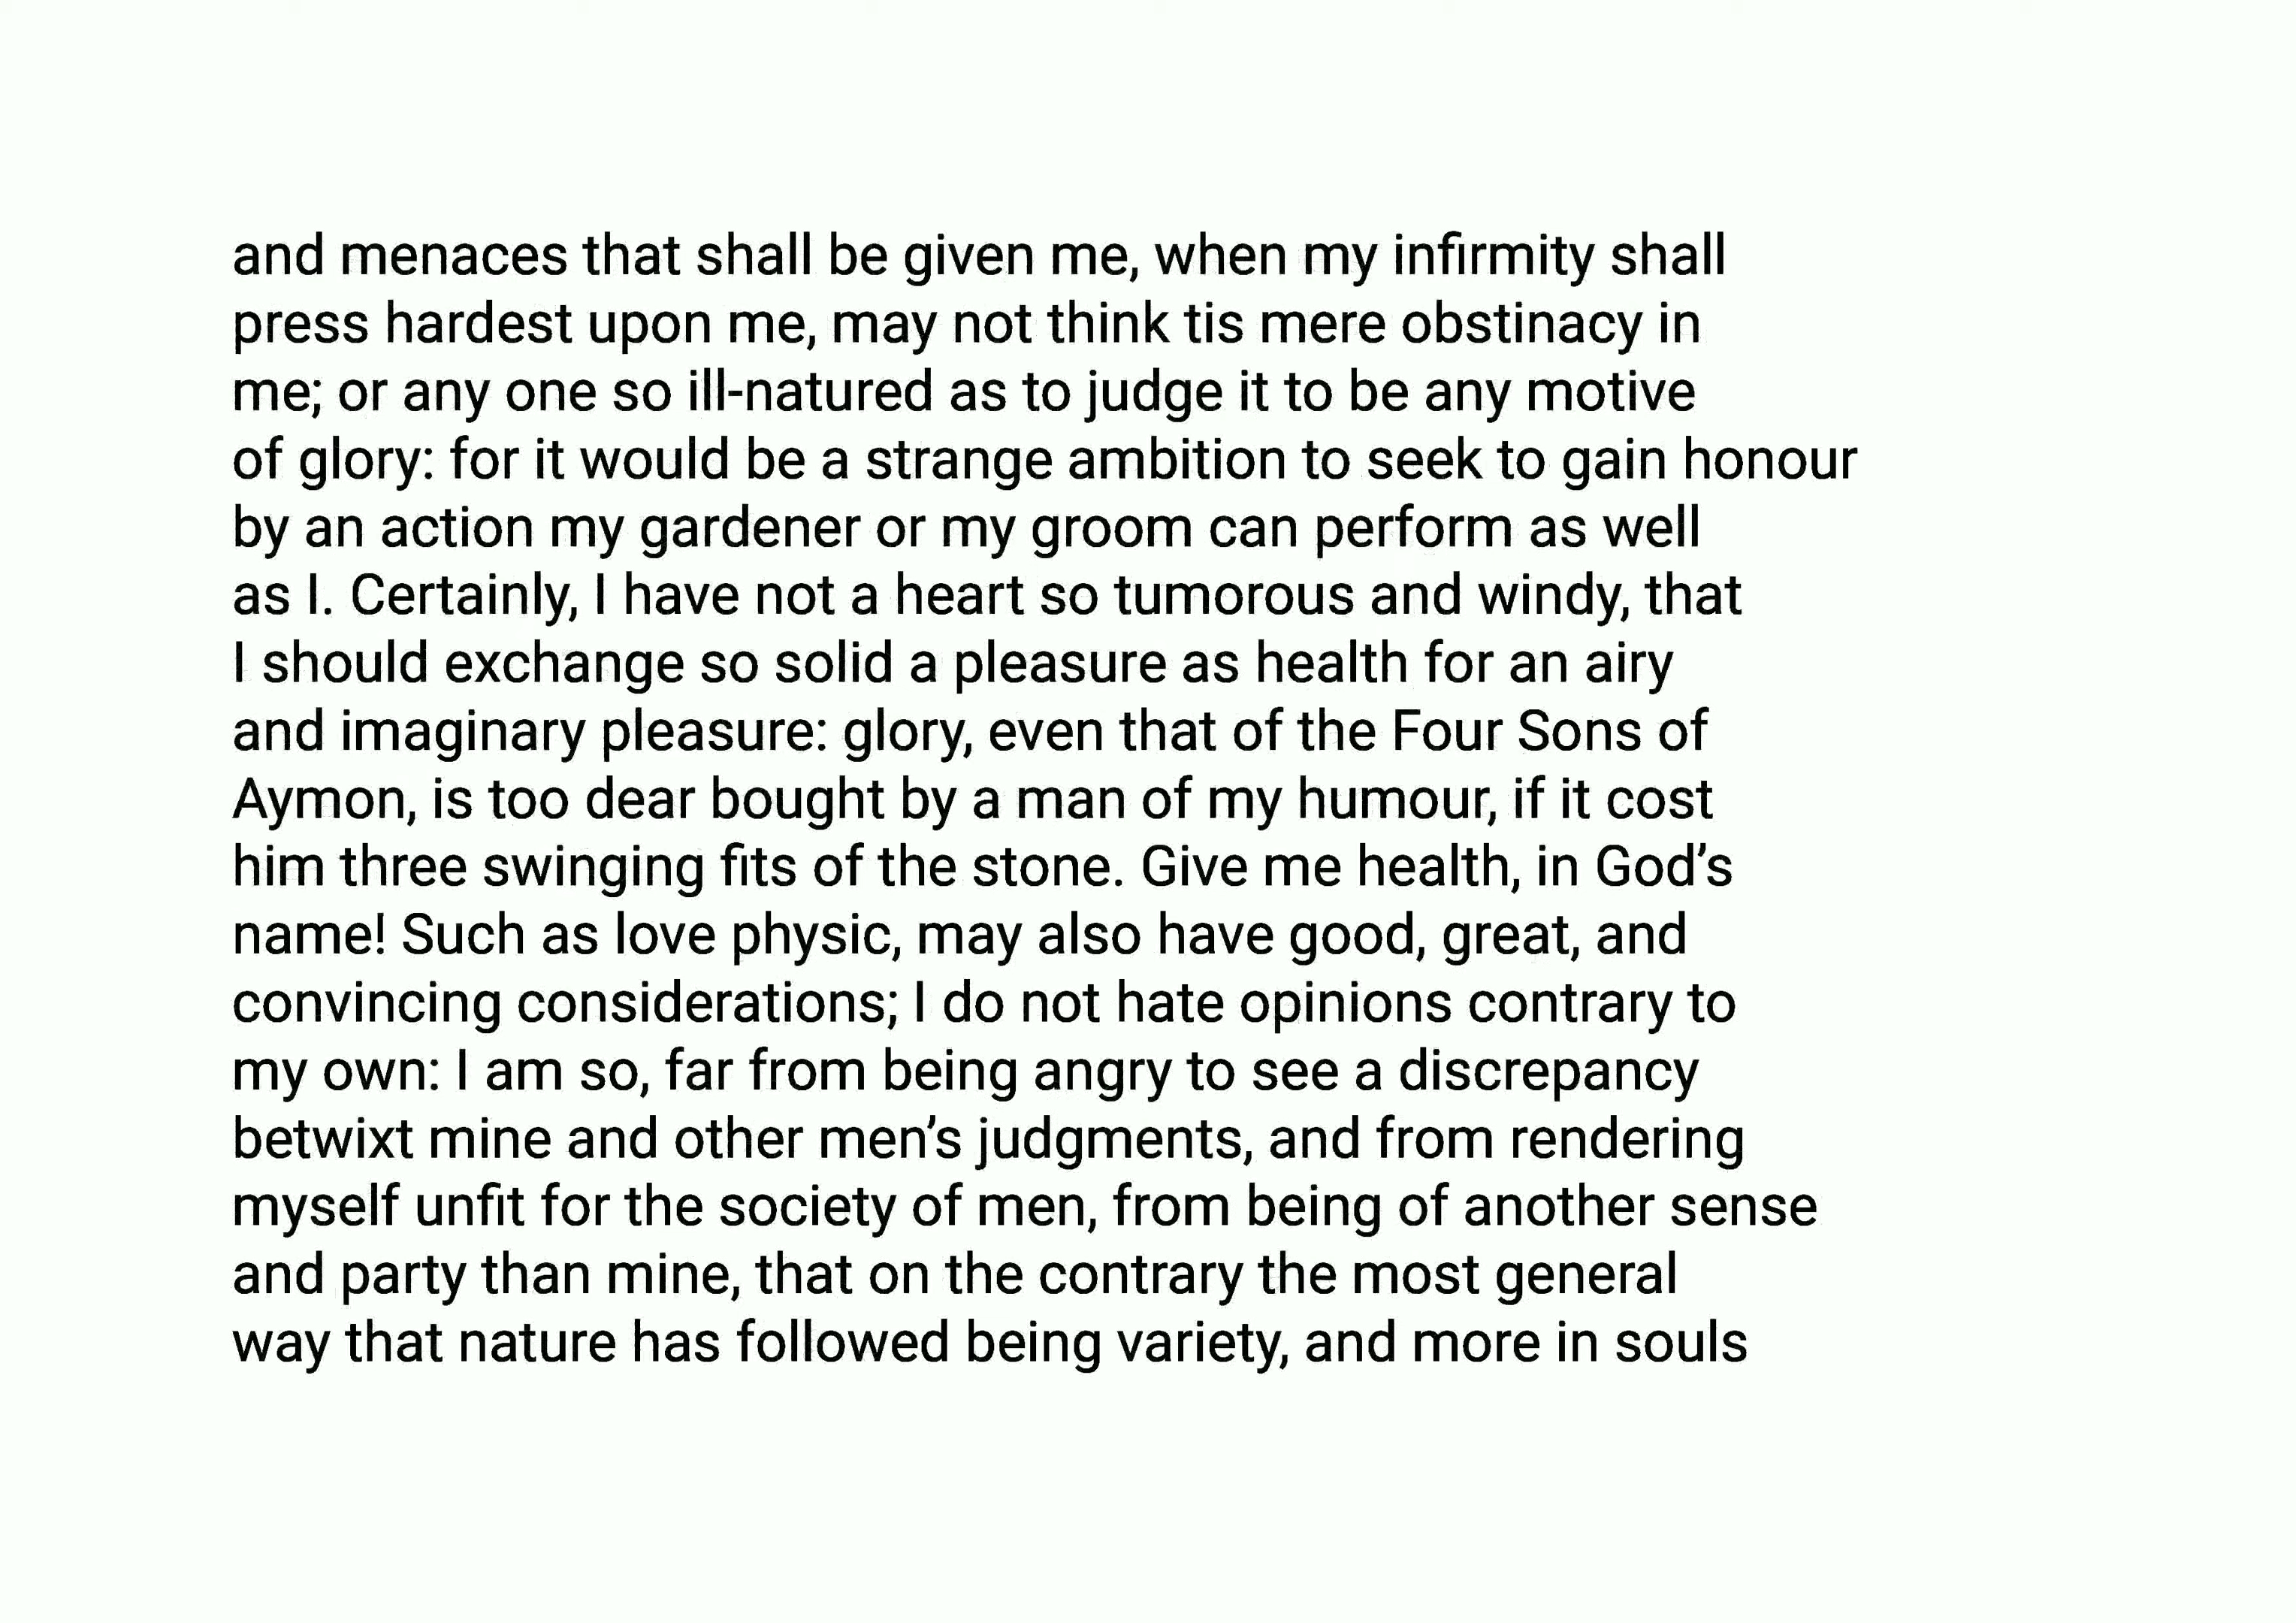 and menaces that shall be given me, when my infirmity shall
press hardest upon me, may not think tis mere obstinacy in
me; or any one so ill-natured as to judge it to be any motive
of glory: for it would be a strange ambition to seek to gain honour
by an action my gardener or my groom can perform as well
as I. Certainly, I have not a heart so tumorous and windy, that
I should exchange so solid a pleasure as health for an airy
and imaginary pleasure: glory, even that of the Four Sons of
Aymon, is too dear bought by a man of my humour, if it cost
him three swinging fits of the stone. Give me health, in God’s
name! Such as love physic, may also have good, great, and
convincing considerations; I do not hate opinions contrary to
my own: I am so, far from being angry to see a discrepancy
betwixt mine and other men’s judgments, and from rendering
myself unfit for the society of men, from being of another sense
and party than mine, that on the contrary the most general
way that nature has followed being variety, and more in souls